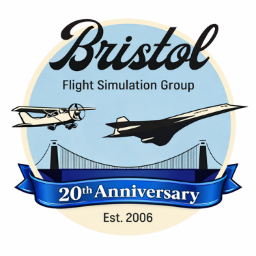 Bristol
Flight Simulation Group
20th Anniversary
Est. 2006